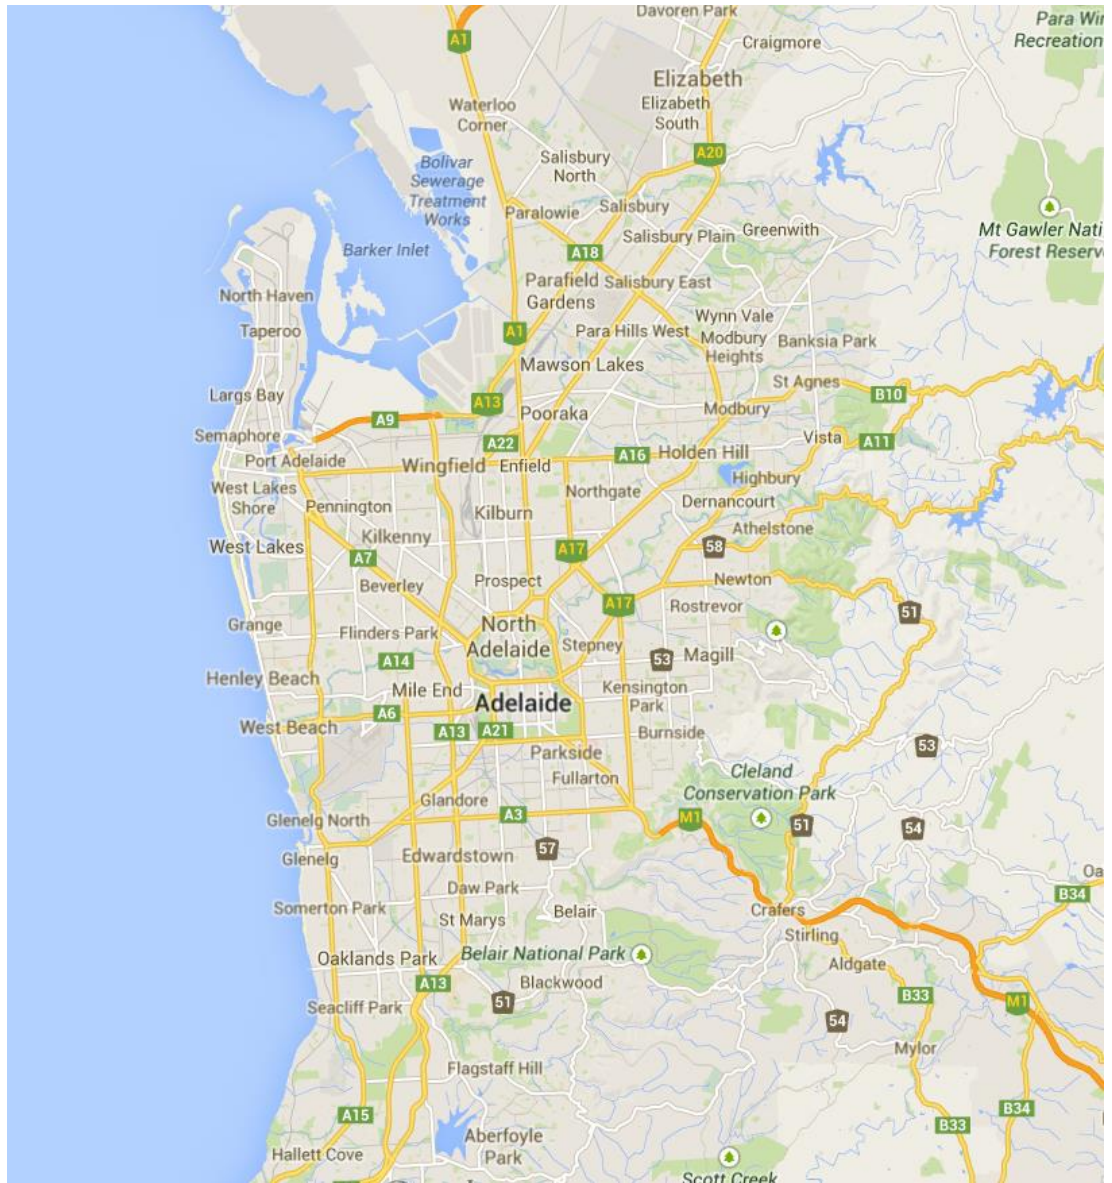 Davoren Park
A1
Para Wir
Recreation
Craigmore
Elizabeth
Waterloo
Corner
Elizabeth
South
A20
Bolivar
Sewerage
Treatment
Works
Salisbury
North
Paralowie
Salisbury
Greenwith
Salisbury Plain
Mt Gawler Nati
Forest Reserv
Barker Inlet
A18
Parafield
Gardens
Salisbury East
North Haven
Taperoo
A1
Para Hills West
Wynn Vale
Modbury
Heights
Banksia Park
Mawson Lakes
St Agnes
B10
Largs Bay
A13
Modbury
A9
Pooraka
Semaphore
A22
Vista
A11
Port Adelaide
Wingfield
Enfield
A16
Holden Hill
Highbury
West Lakes
Shore
Pennington
Northgate
Dernancourt
Kilburn
Athelstone
Kilkenny
West Lakes
A7
A17
58
Beverley
Prospect
Newton
A17
Rostrevor
51
Grange
Flinders Park
North
Adelaide
Stepney
A14
53
Magill
Henley Beach
Mile End
Adelaide
Kensington
Park
A6
West Beach
A13
A21
Burnside
53
Parkside
Fullarton
Cleland
Conservation Park
Glandore
A3
M1
51
54
Glenelg North
Glenelg
Edwardstown
57
Oa
Daw Park
B34
Somerton Park
St Marys
Belair
Crafers
Stirling
Oaklands Park
Belair National Park
Aldgate
A13
Blackwood
51
B33
M1
Seacliff Park
54
Mylor
Flagstaff Hill
A15
B34
B33
Hallett Cove
Aberfoyle
Park
Scott Creek